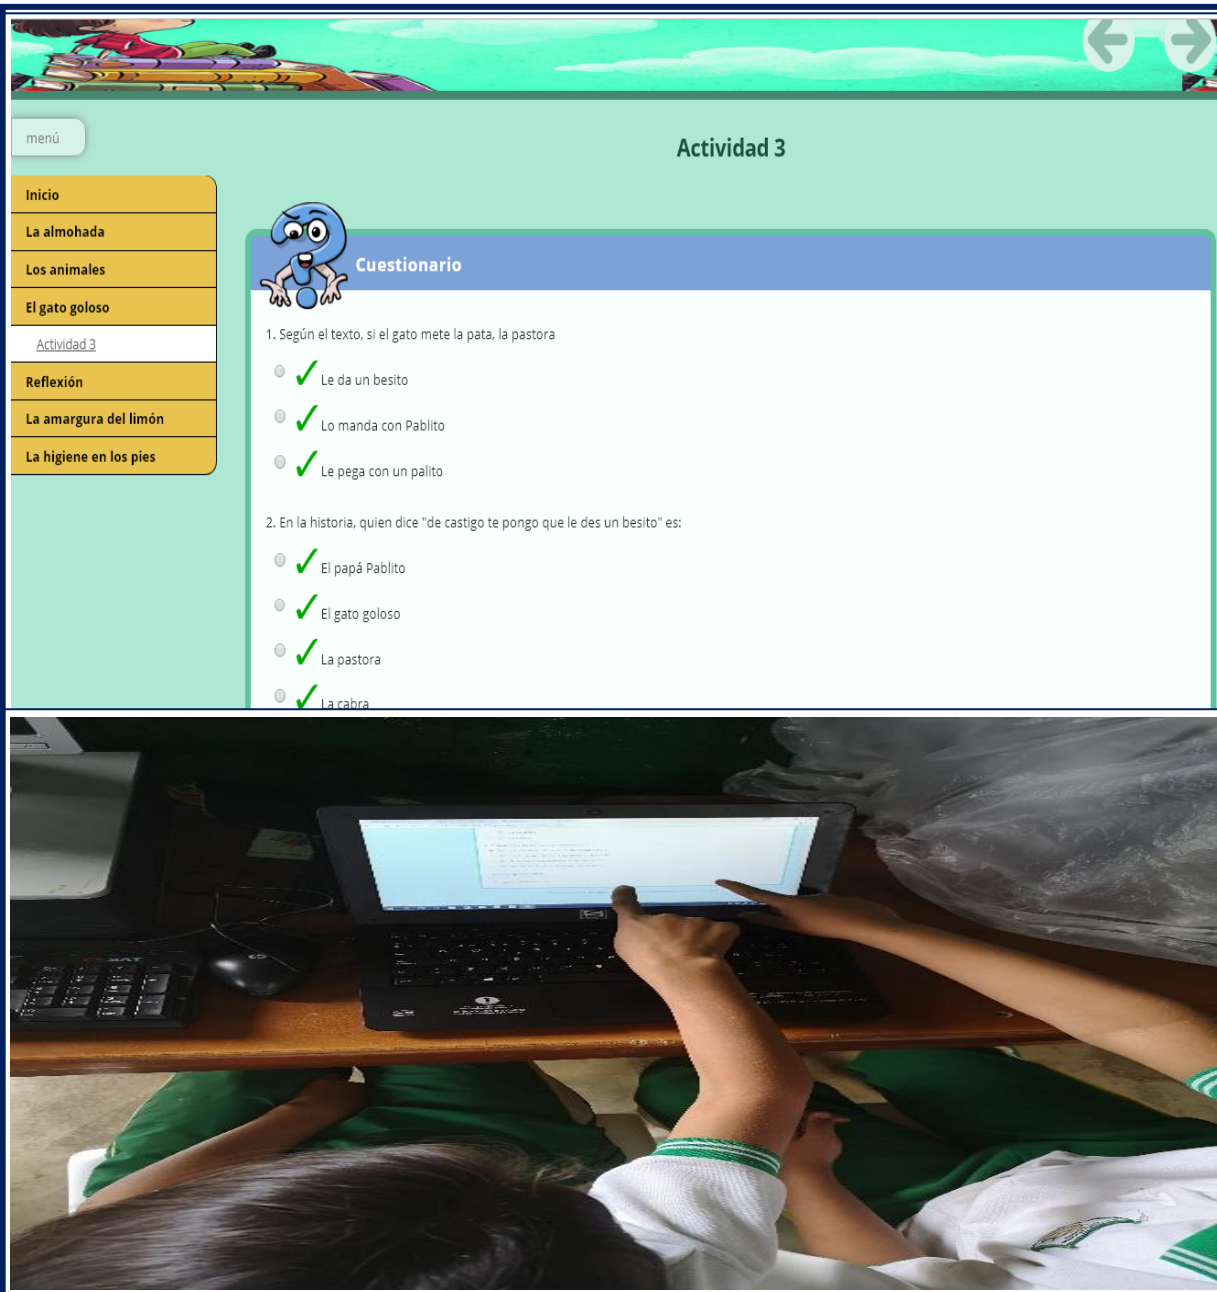 menú
Actividad 3
Inicio
La almohada
Los animales
El gato goloso
Actividad 3
Reflexión
La amargura del limón
La higiene en los pies
Cuestionario
1. Según el texto, si el gato mete la pata, la pastora
Le da un besito
Lo manda con Pablito
Le pega con un palito
2. En la historia, quien dice "de castigo te pongo que le des un besito" es:
El papá Pablito
El gato goloso
La pastora
La cabra